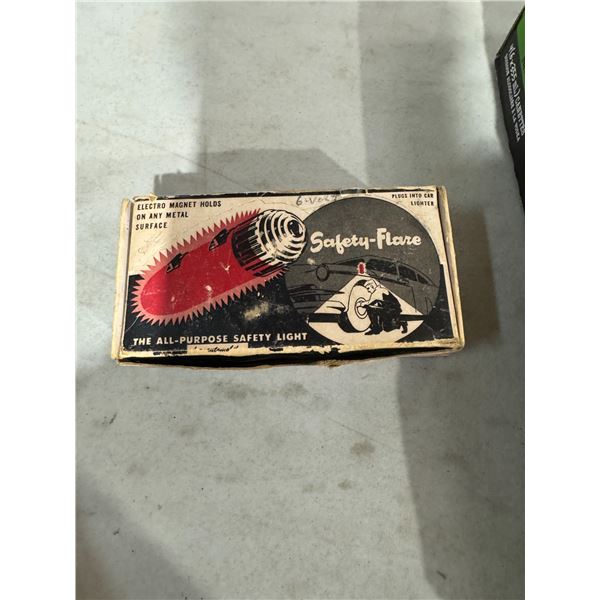 ELECTRO MAGNET HOLDS
ON ANY METAL
SURFACE
6-Volt
PLUGS INTO CAR
LIGHTER
Safety-Flare
THE ALL-PURPOSE SAFETY LIGHT